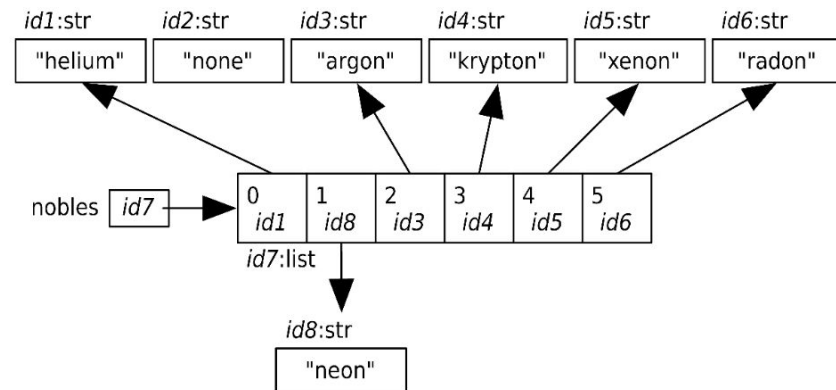 id1:str id2:str id3:str id4:str id5:str id6:str
"helium" "none" "argon" "krypton" "xenon" "radon"
0 1 2 3 4 5
nobles id7 id1 id8 id3 id4 id5 id6
id7:list
id8:str
"neon"